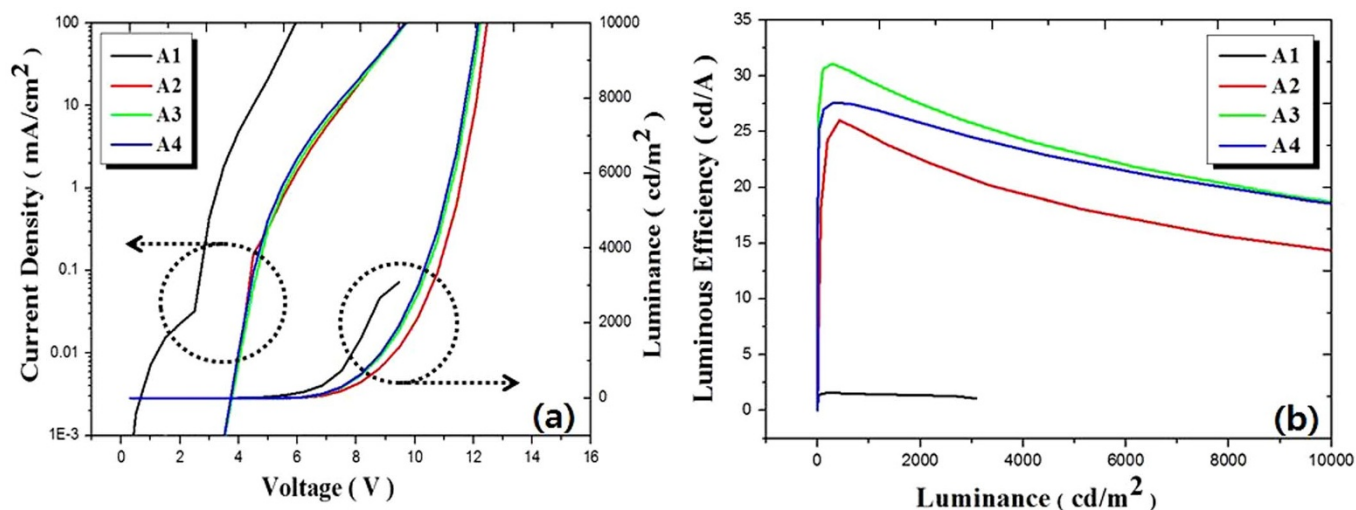 Current Density ( mA/cm²)
100
10
1
0.1
0.01
1E-3
A1
A2
A3
A4
10000
8000
6000
4000
2000
0
Luminance ( cd/m²)
(a)
0 2 4 6 8 10 12 14 16
Voltage ( V )
Luminous Efficiency ( cd/A)
35
30
25
20
15
10
5
0
A1
A2
A3
A4
(b)
0 2000 4000 6000 8000 10000
Luminance ( cd/m²)